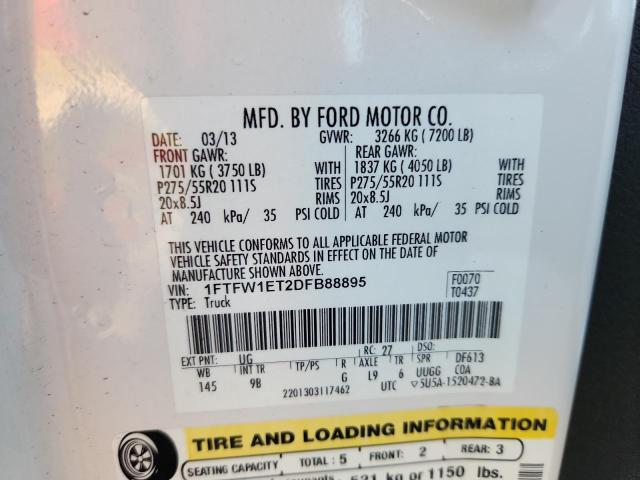 MFD. BY FORD MOTOR CO.
DATE: 03/13 GVWR: 3266 KG ( 7200 LB)
FRONT GAWR: REAR GAWR:
1701 KG ( 3750 LB) WITH 1837 KG ( 4050 LB) WITH
P275/55R20 111S TIRES P275/55R20 111S TIRES
20x8.5J RIMS 20x8.5J RIMS
AT 240 kPa/ 35 PSI COLD AT 240 kPa/ 35 PSI COLD
THIS VEHICLE CONFORMS TO ALL APPLICABLE FEDERAL MOTOR
VEHICLE SAFETY STANDARDS IN EFFECT ON THE DATE OF
MANUFACTURE SHOWN ABOVE.
VIN: 1FTFW1ET2DFB88895 F0070
TYPE: Truck T0437
EXT PNT: UG RC: 27 DSO:
WB INT TR TP/PS R AXLE TR SPR DF613
145 9B G L9 6 UUGG COA
2201303117462 UTC 5U5A-1520472-BA
TIRE AND LOADING INFORMATION
SEATING CAPACITY TOTAL : 5 FRONT: 2 REAR: 3
kg or 1150 lbs.